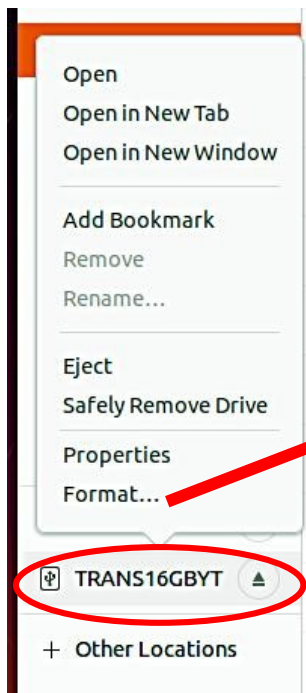 Open
Open in New Tab
Open in New Window
Add Bookmark
Remove
Rename…
Eject
Safely Remove Drive
Properties
Format…
TRANS16GBYT
+ Other Locations